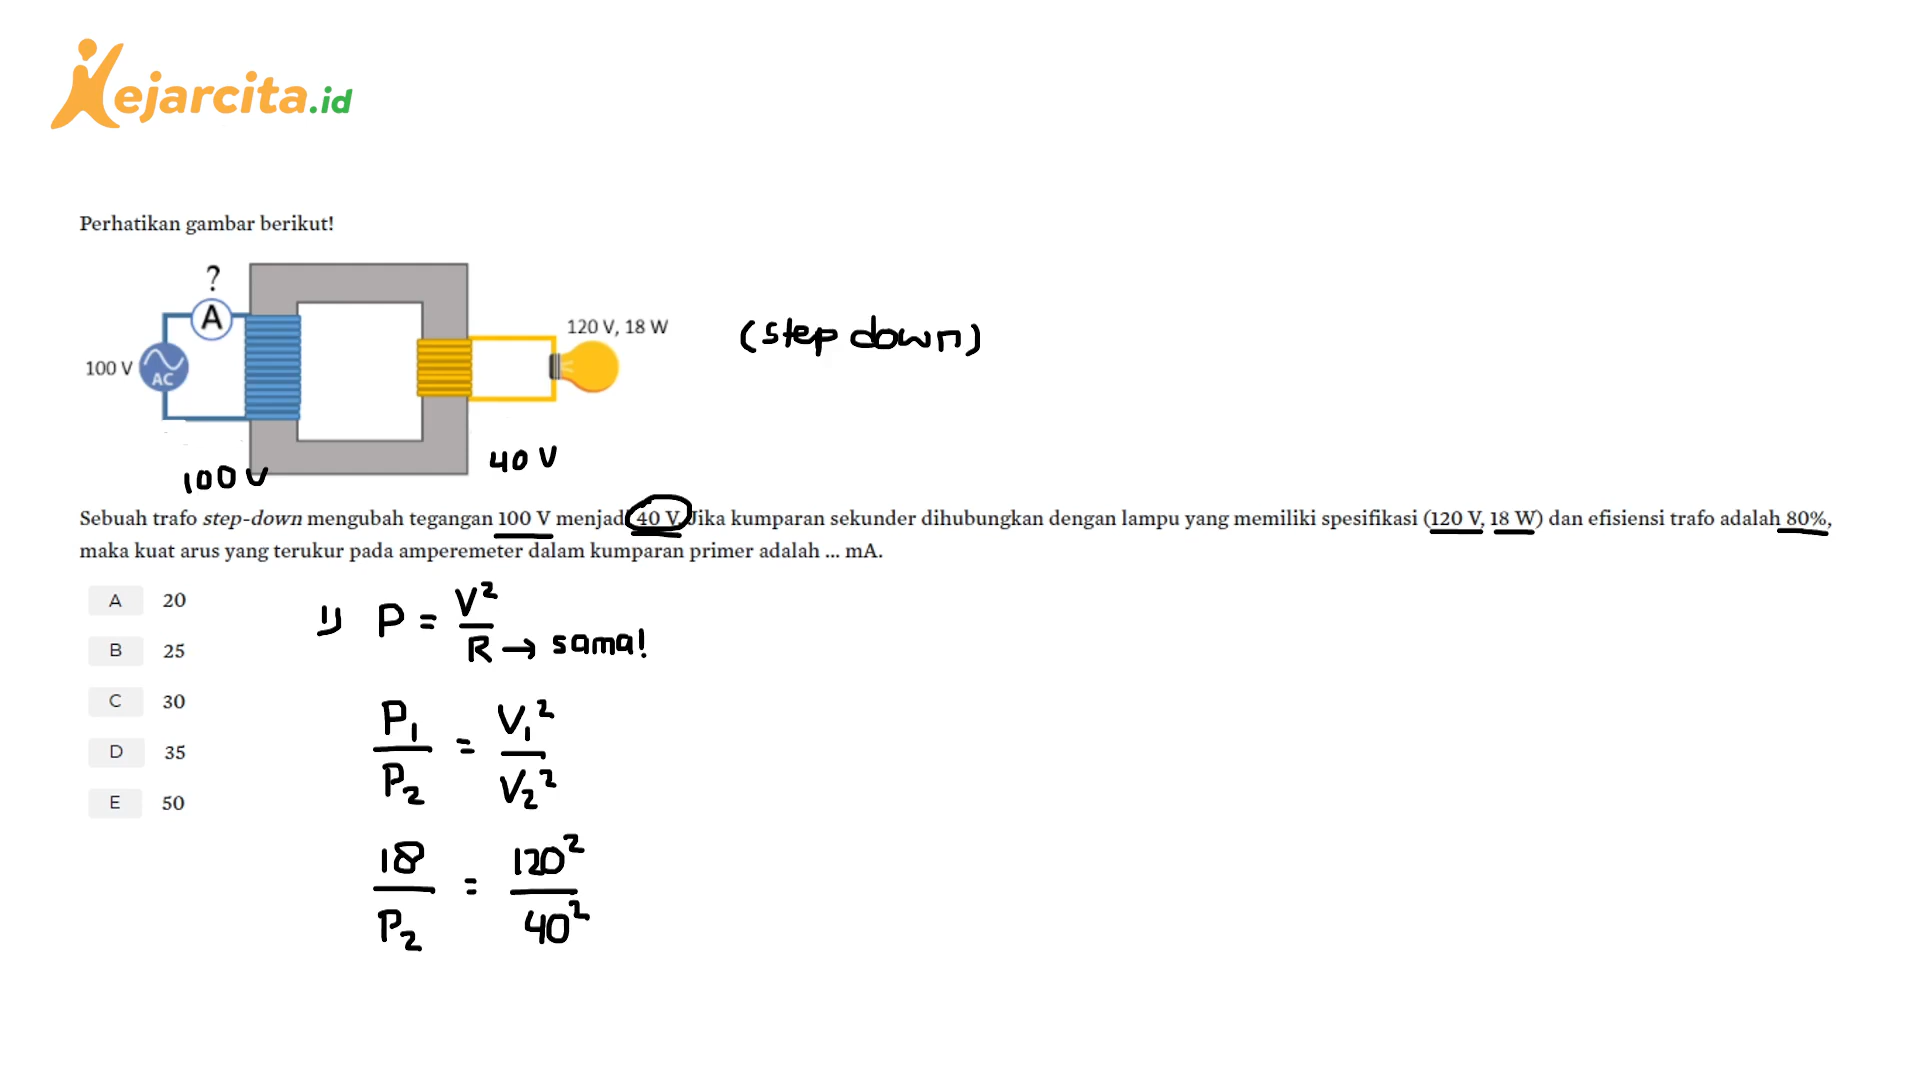 Kejarcita.id
Perhatikan gambar berikut!
?
A
120 V, 18 W
(step down)
100 V
AC
40 V
100 V
Sebuah trafo step-down mengubah tegangan 100 V menjadi 40 V. Jika kumparan sekunder dihubungkan dengan lampu yang memiliki spesifikasi (120 V, 18 W) dan efisiensi trafo adalah 80%,
maka kuat arus yang terukur pada amperemeter dalam kumparan primer adalah ... mA.
A 20
B 25
C 30
D 35
E 50
1) P = V²/R → sama!
P₁/P₂ = V₁²/V₂²
18/P₂ = 120²/40²